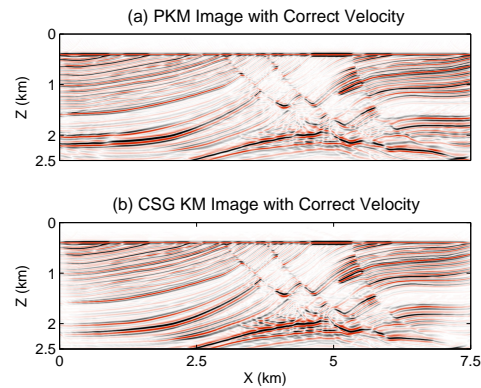 (a) PKM Image with Correct Velocity
0
1
2
2.5
Z (km)
(b) CSG KM Image with Correct Velocity
0
1
2
2.5
Z (km)
0 2.5 5 7.5
X (km)